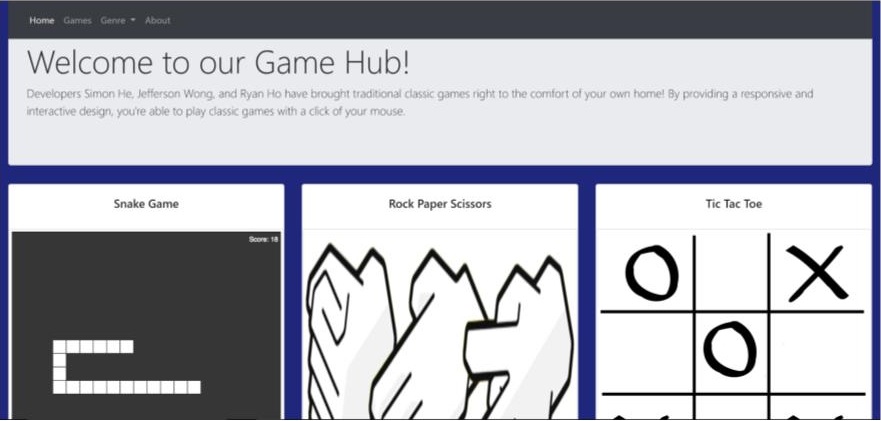 Home Games Genre About
Welcome to our Game Hub!
Developers Simon He, Jefferson Wong, and Ryan Ho have brought traditional classic games right to the comfort of your own home! By providing a responsive and
interactive design, you're able to play classic games with a click of your mouse.
Snake Game
Rock Paper Scissors
Tic Tac Toe
Score: 18
O X
O